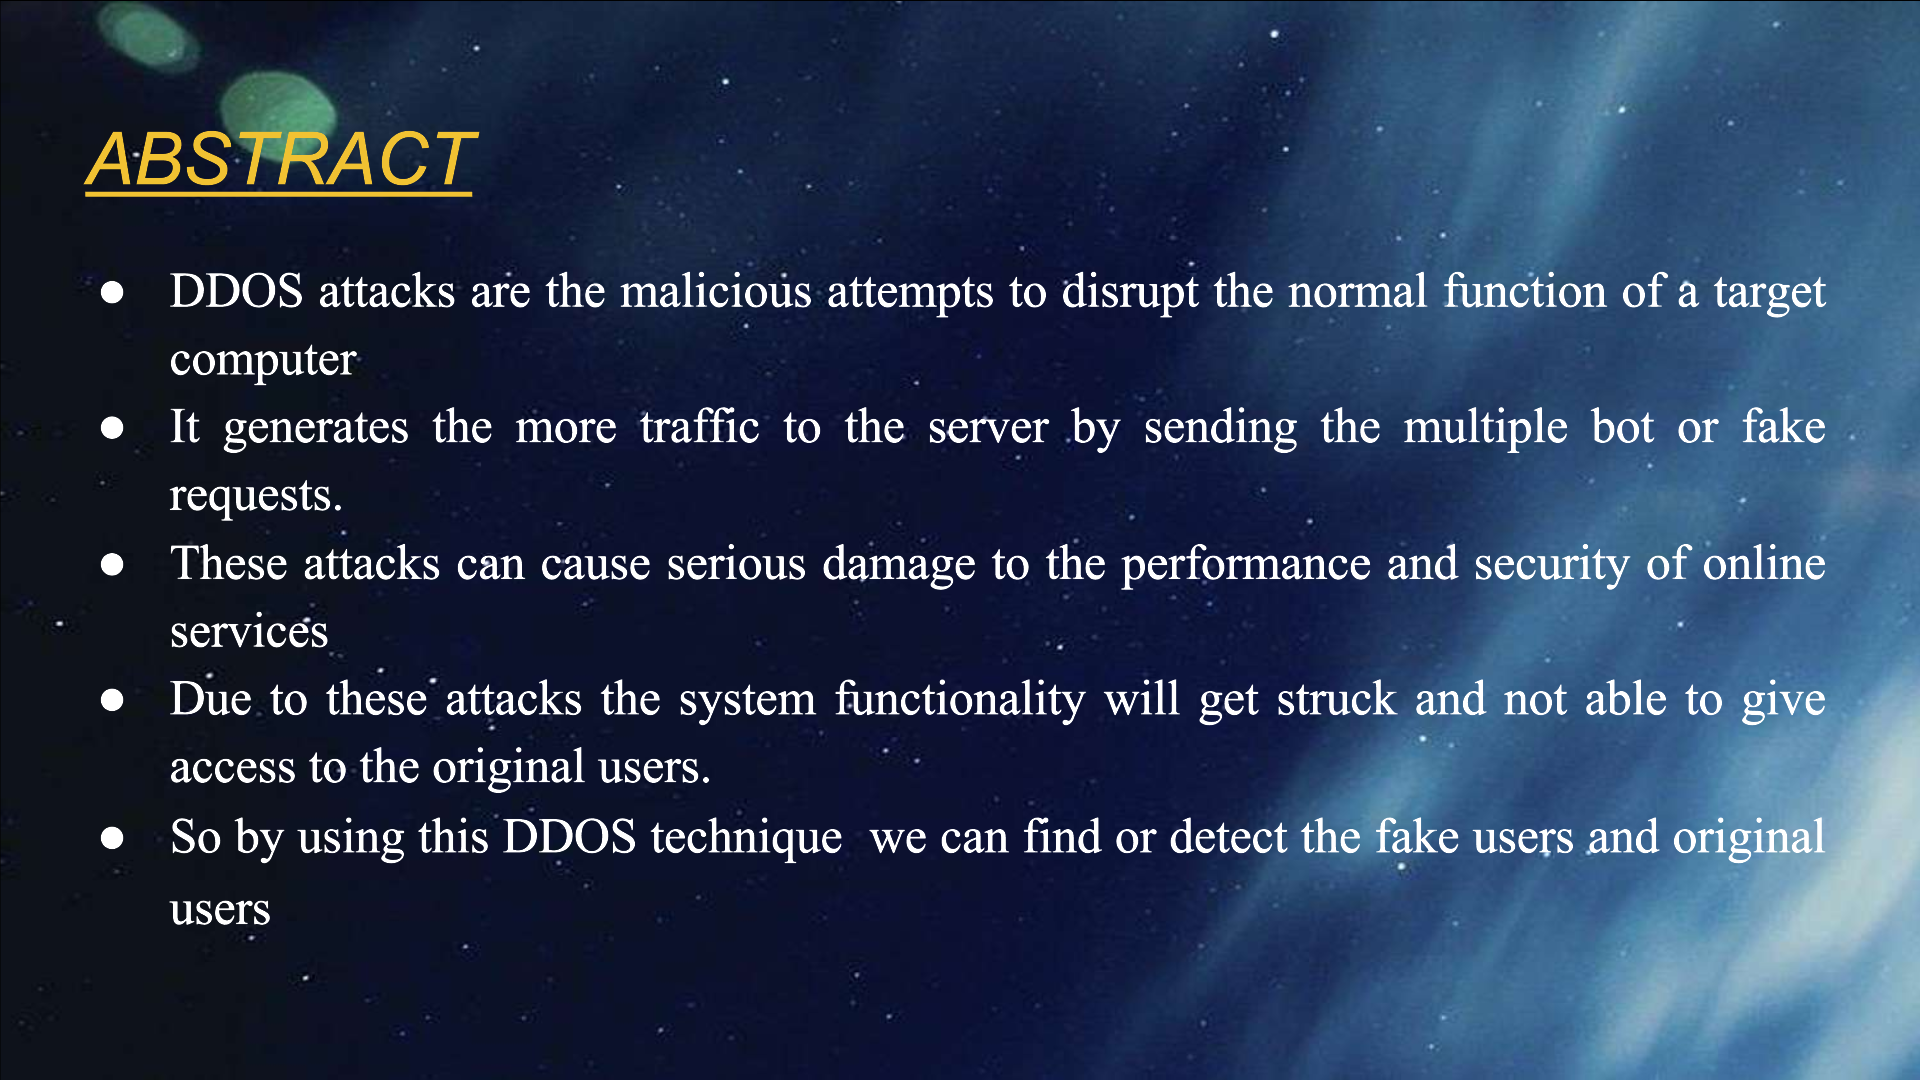 ABSTRACT
● DDOS attacks are the malicious attempts to disrupt the normal function of a target
computer
● It generates the more traffic to the server by sending the multiple bot or fake
requests.
● These attacks can cause serious damage to the performance and security of online
services
● Due to these attacks the system functionality will get struck and not able to give
access to the original users.
● So by using this DDOS technique  we can find or detect the fake users and original
users